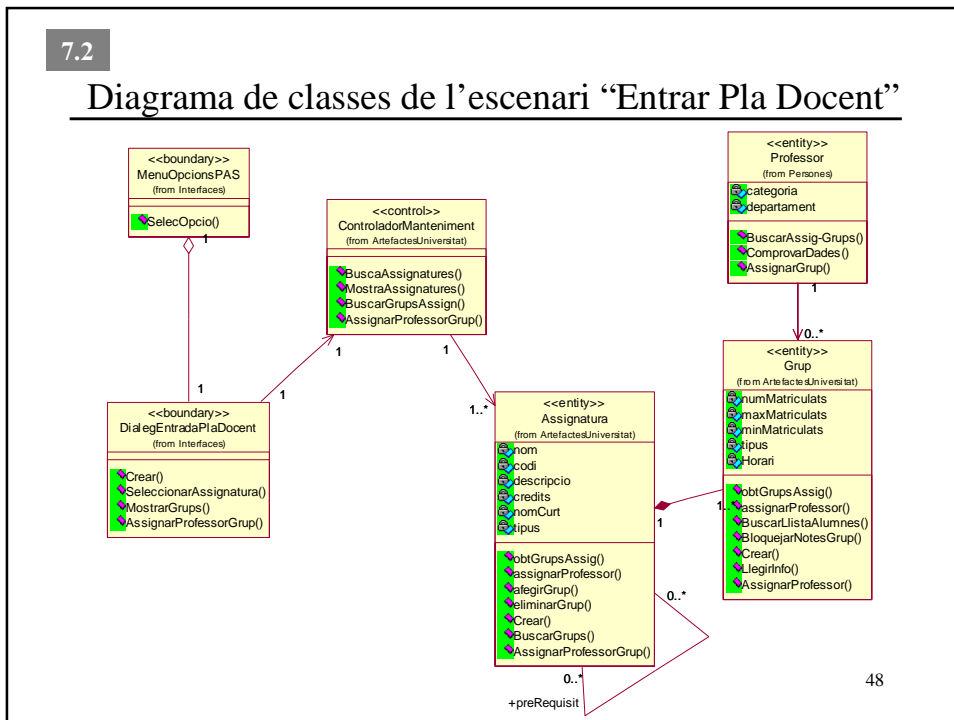 7.2
Diagrama de classes de l'escenari “Entrar Pla Docent”
<<boundary>>
MenuOpcionsPAS
(from Interfaces)
SelecOpcio()
1
1
<<boundary>>
DialegEntradaPlaDocent
(from Interfaces)
Crear()
SeleccionarAssignatura()
MostrarGrups()
AssignarProfessorGrup()
1
1
<<control>>
ControladorManteniment
(from ArtefactesUniversitat)
BuscaAssignatures()
MostraAssignatures()
BuscarGrupsAssign()
AssignarProfessorGrup()
1
1..*
<<entity>>
Assignatura
(from ArtefactesUniversitat)
nom
codi
descripcio
credits
nomCurt
tipus
obtGrupsAssig()
assignarProfessor()
afegirGrup()
eliminarGrup()
Crear()
BuscarGrups()
AssignarProfessorGrup()
0..*
0..*
+preRequisit
1
1..*
<<entity>>
Professor
(from Persones)
categoria
departament
BuscarAssig-Grups()
ComprovarDades()
AssignarGrup()
1
0..*
<<entity>>
Grup
(from ArtefactesUniversitat)
numMatriculats
maxMatriculats
minMatriculats
tipus
Horari
obtGrupsAssig()
assignarProfessor()
BuscarLlistaAlumnes()
BloquejarNotesGrup()
Crear()
LlegirInfo()
AssignarProfessor()
48